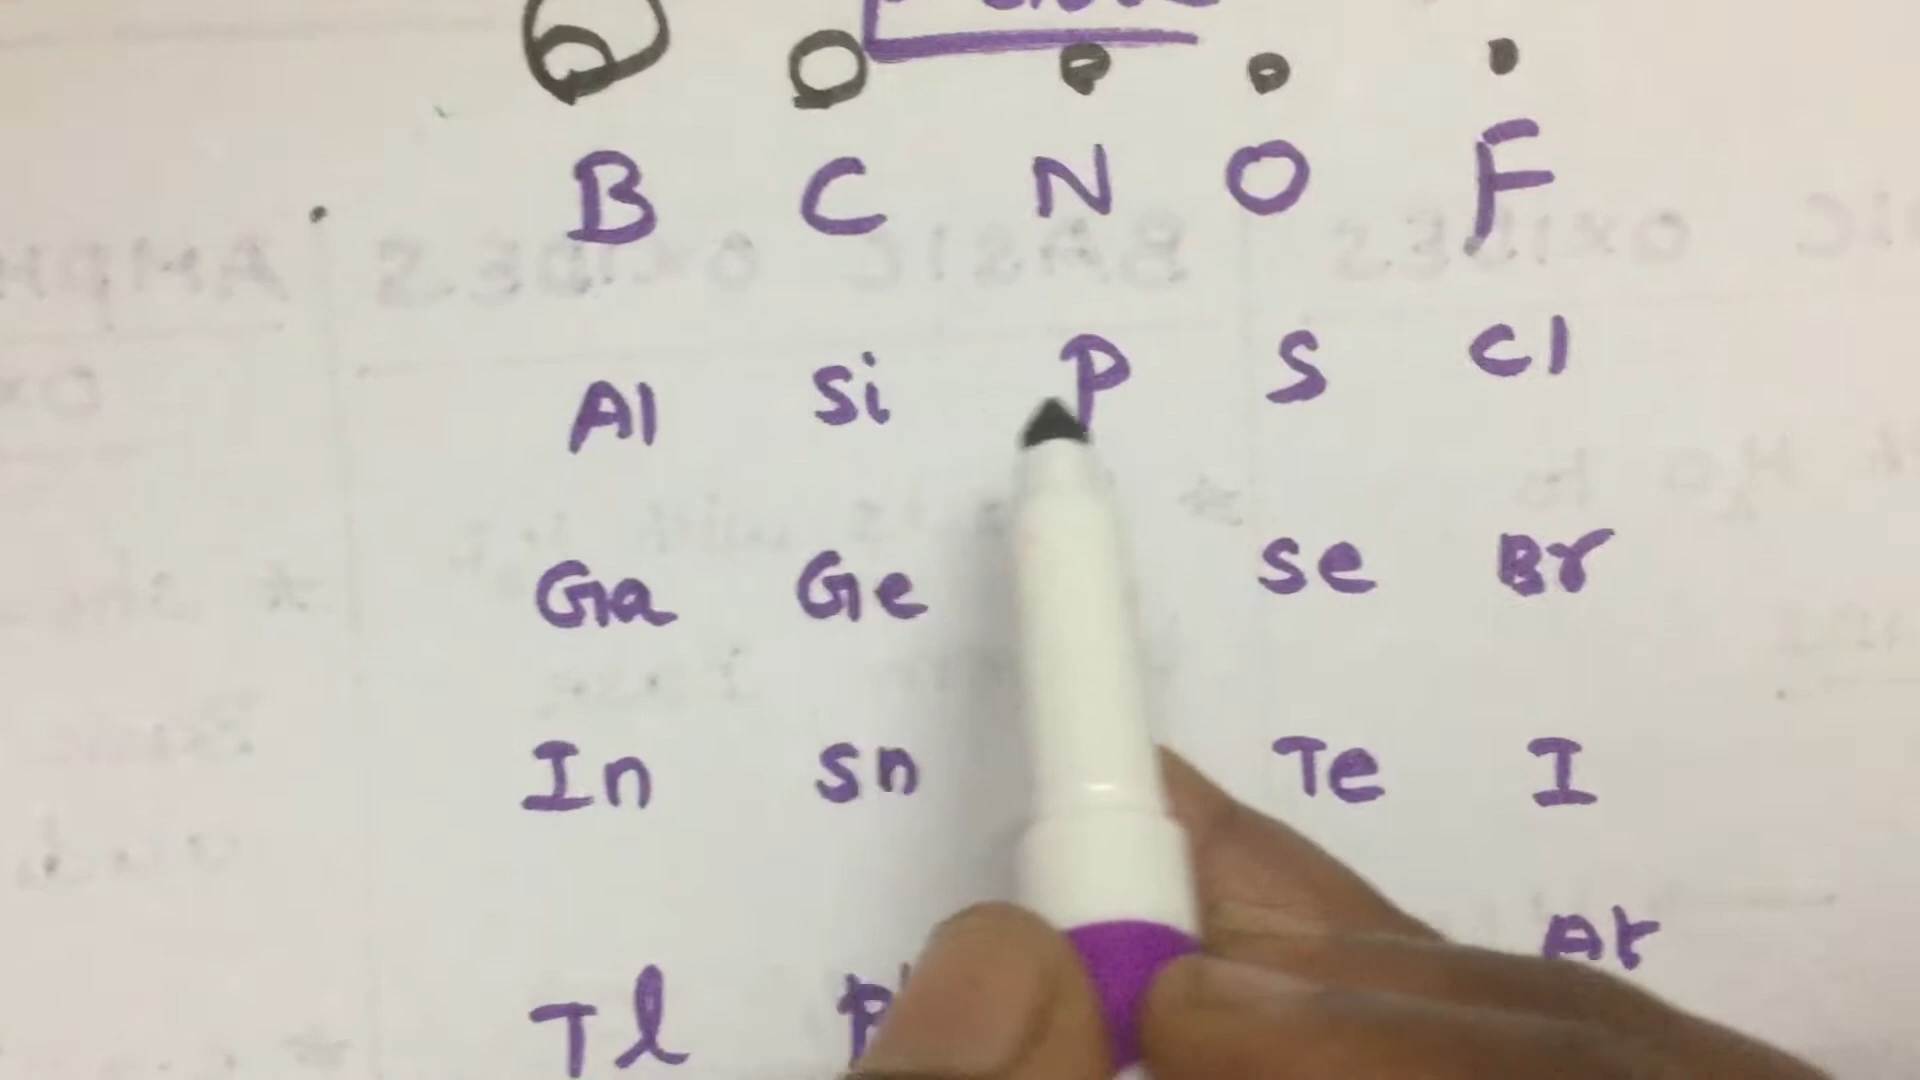 B C N O F
Al Si P S Cl
Ga Ge Se Br
In Sn Te I
At
Tl